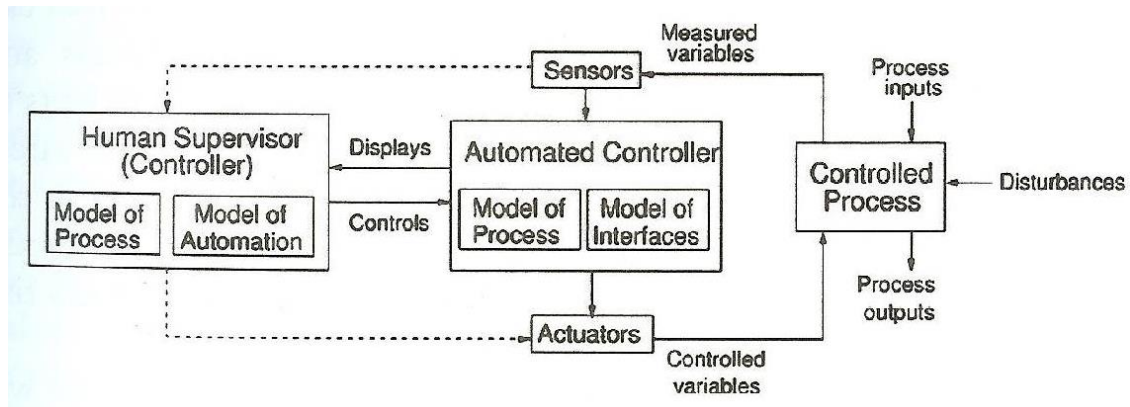 Measured
variables
Sensors
Process
inputs
Human Supervisor
(Controller)
Displays
Automated Controller
Controlled
Process
Disturbances
Model of
Process
Model of
Automation
Controls
Model of
Process
Model of
Interfaces
Process
outputs
Actuators
Controlled
variables